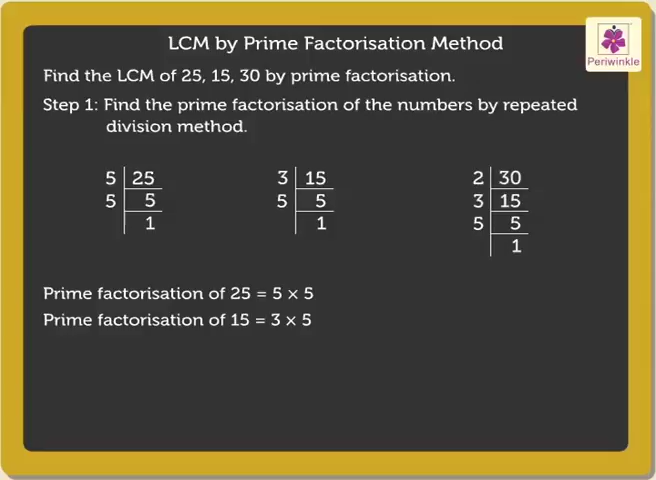 LCM by Prime Factorisation Method
Periwinkle
Find the LCM of 25, 15, 30 by prime factorisation.
Step 1: Find the prime factorisation of the numbers by repeated
division method.
5 25 3 15 2 30
5 5 5 5 3 15
1 1 5 5
1
Prime factorisation of 25 = 5 × 5
Prime factorisation of 15 = 3 × 5